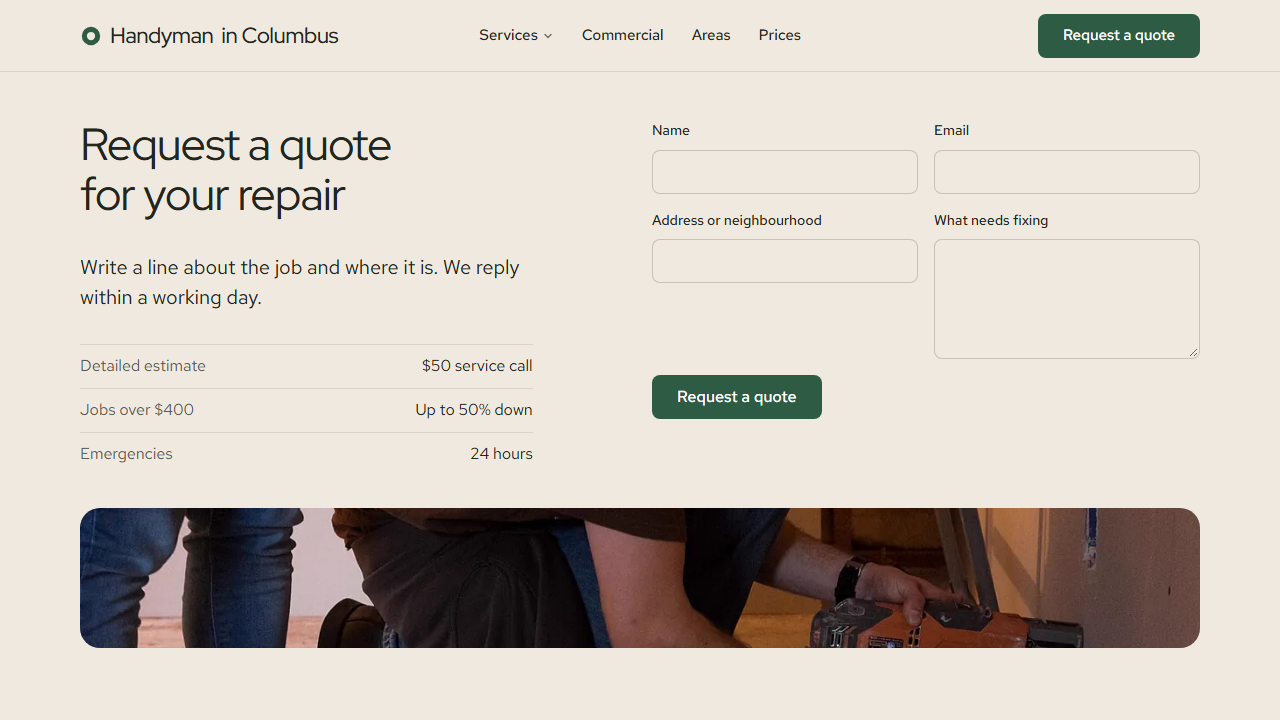 Handyman in Columbus
Services
Commercial
Areas
Prices
Request a quote
Request a quote
for your repair
Write a line about the job and where it is. We reply
within a working day.
Detailed estimate $50 service call
Jobs over $400 Up to 50% down
Emergencies 24 hours
Name
Email
Address or neighbourhood
What needs fixing
Request a quote